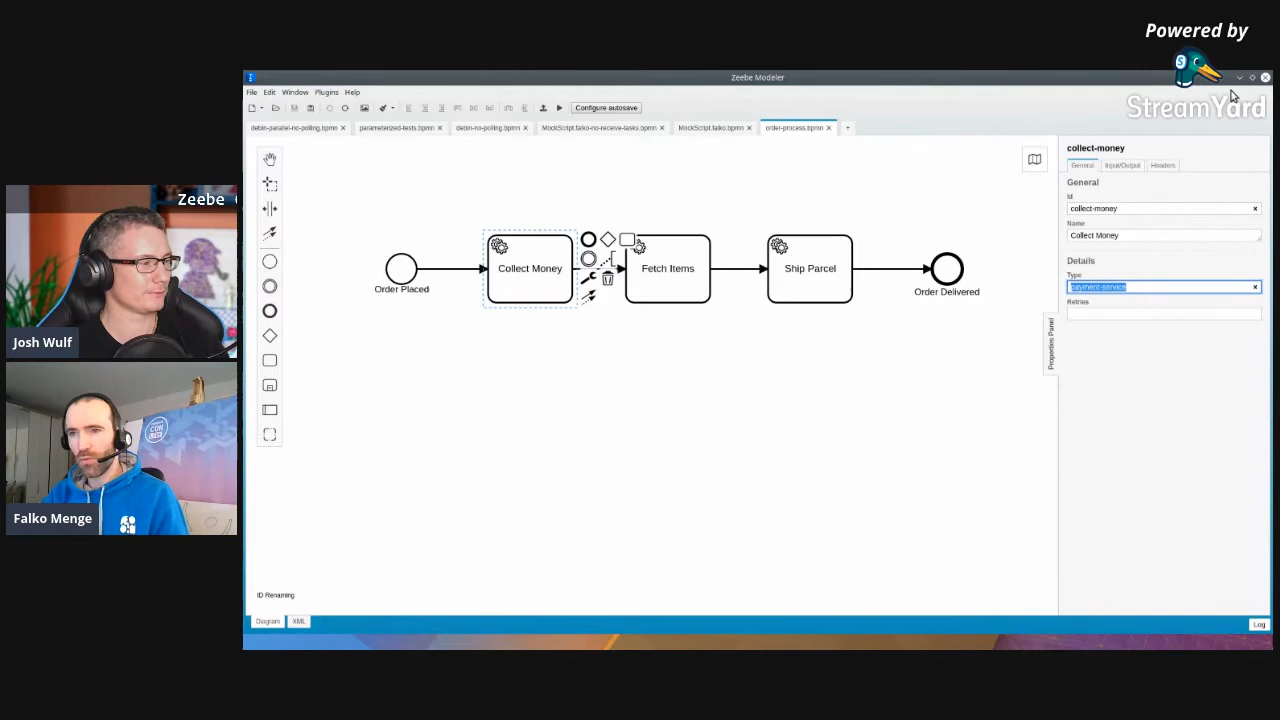 Powered by
StreamYard
Zeebe Modeler
File Edit Window Plugins Help
Configure autosave
debin-parallel-no-polling.bpmn × parameterized-tests.bpmn × debin-no-polling.bpmn × MockScript.falko-no-receive-tasks.bpmn × MockScript.falko.bpmn × order-process.bpmn × +
collect-money
General Input/Output Headers
General
Id
collect-money ×
Name
Collect Money
Details
Type
payment-service ×
Retries
Properties Panel
Collect Money
Fetch Items
Ship Parcel
Order Placed
Order Delivered
Zeebe
Josh Wulf
Falko Menge
ID Renaming
Diagram XML
Log